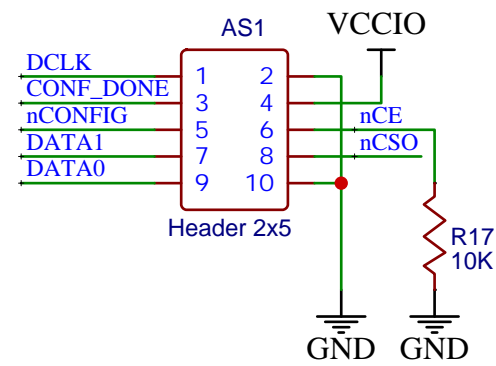 AS1
VCCIO
DCLK 1 2
CONF_DONE 3 4
nCONFIG 5 6 nCE
DATA1 7 8 nCSO
DATA0 9 10
Header 2x5
R17
10K
GND GND